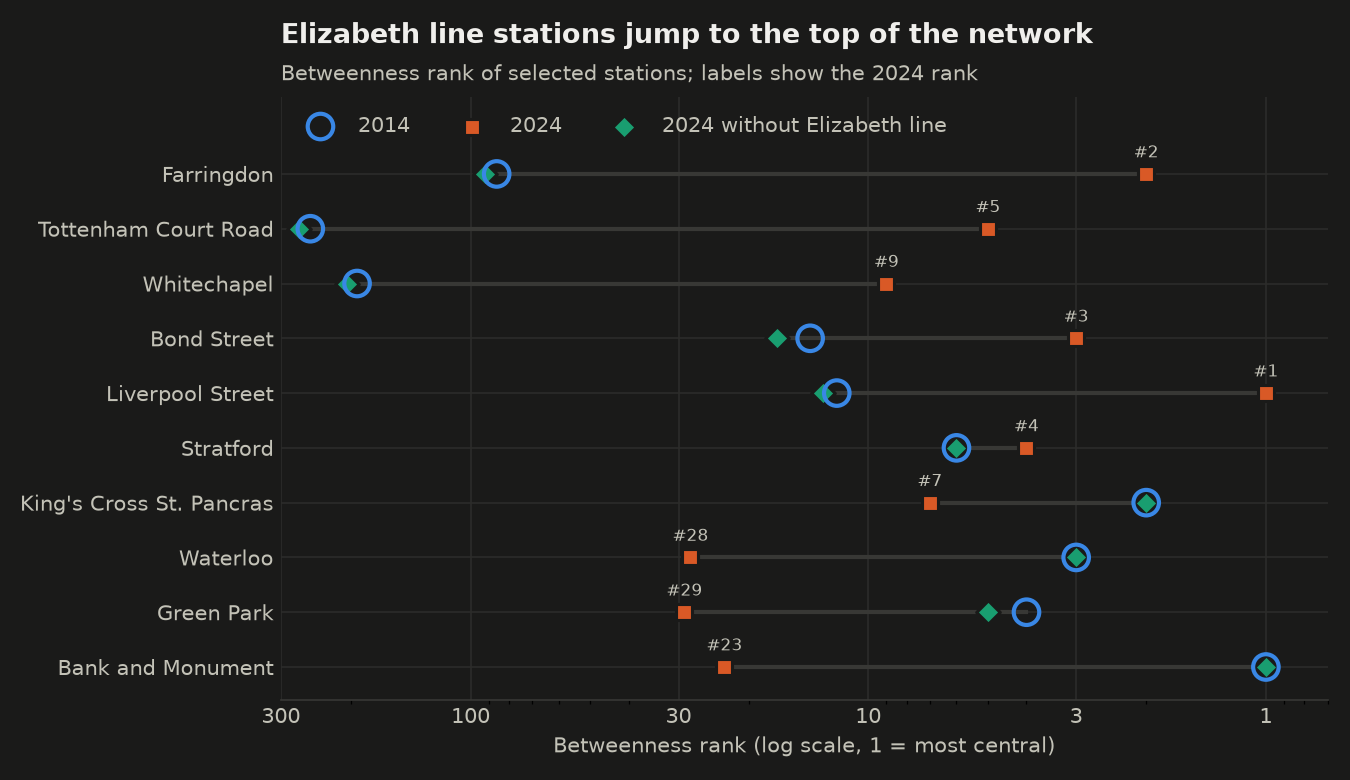 Elizabeth line stations jump to the top of the network
Betweenness rank of selected stations; labels show the 2024 rank
2014 2024 2024 without Elizabeth line
Farringdon #2
Tottenham Court Road #5
Whitechapel #9
Bond Street #3
Liverpool Street #1
Stratford #4
King's Cross St. Pancras #7
Waterloo #28
Green Park #29
Bank and Monument #23
300 100 30 10 3 1
Betweenness rank (log scale, 1 = most central)